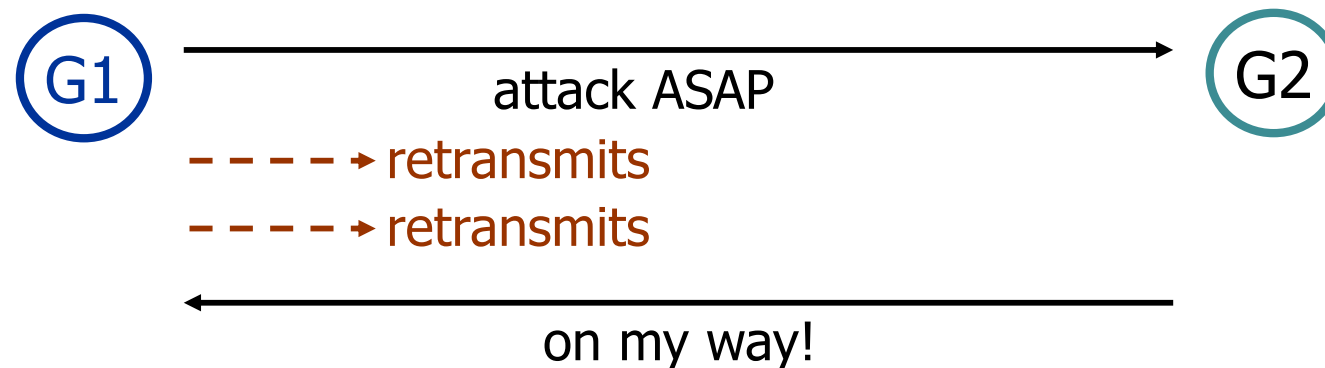 G1
G2
attack ASAP
retransmits
retransmits
on my way!